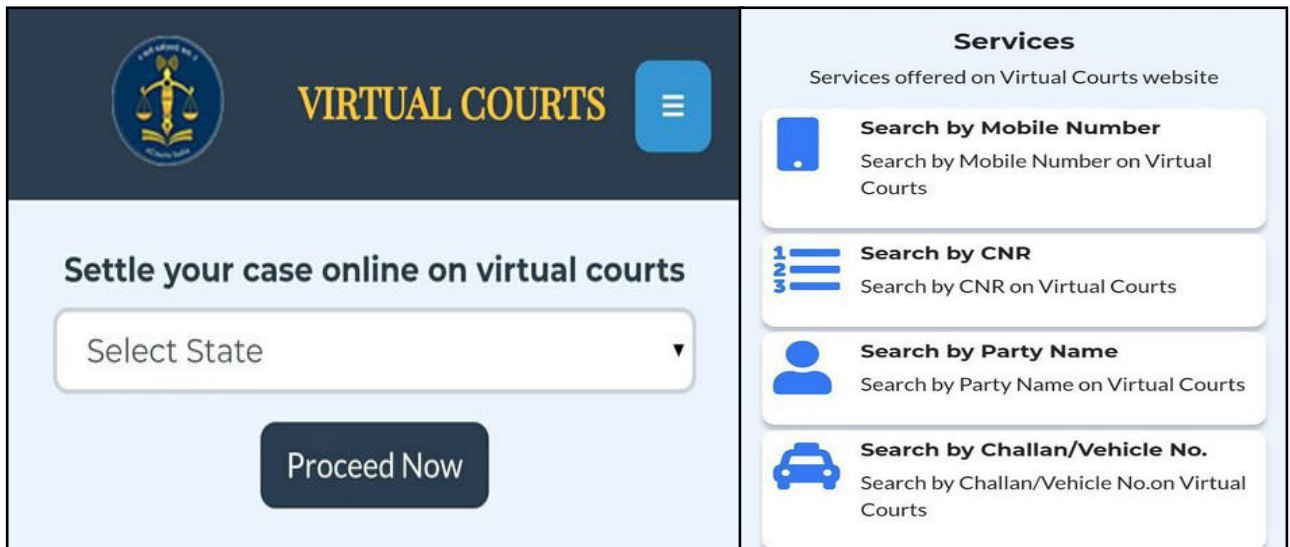 VIRTUAL COURTS
Settle your case online on virtual courts
Select State
Proceed Now
Services
Services offered on Virtual Courts website
Search by Mobile Number
Search by Mobile Number on Virtual
Courts
1
2
3
Search by CNR
Search by CNR on Virtual Courts
Search by Party Name
Search by Party Name on Virtual Courts
Search by Challan/Vehicle No.
Search by Challan/Vehicle No.on Virtual
Courts